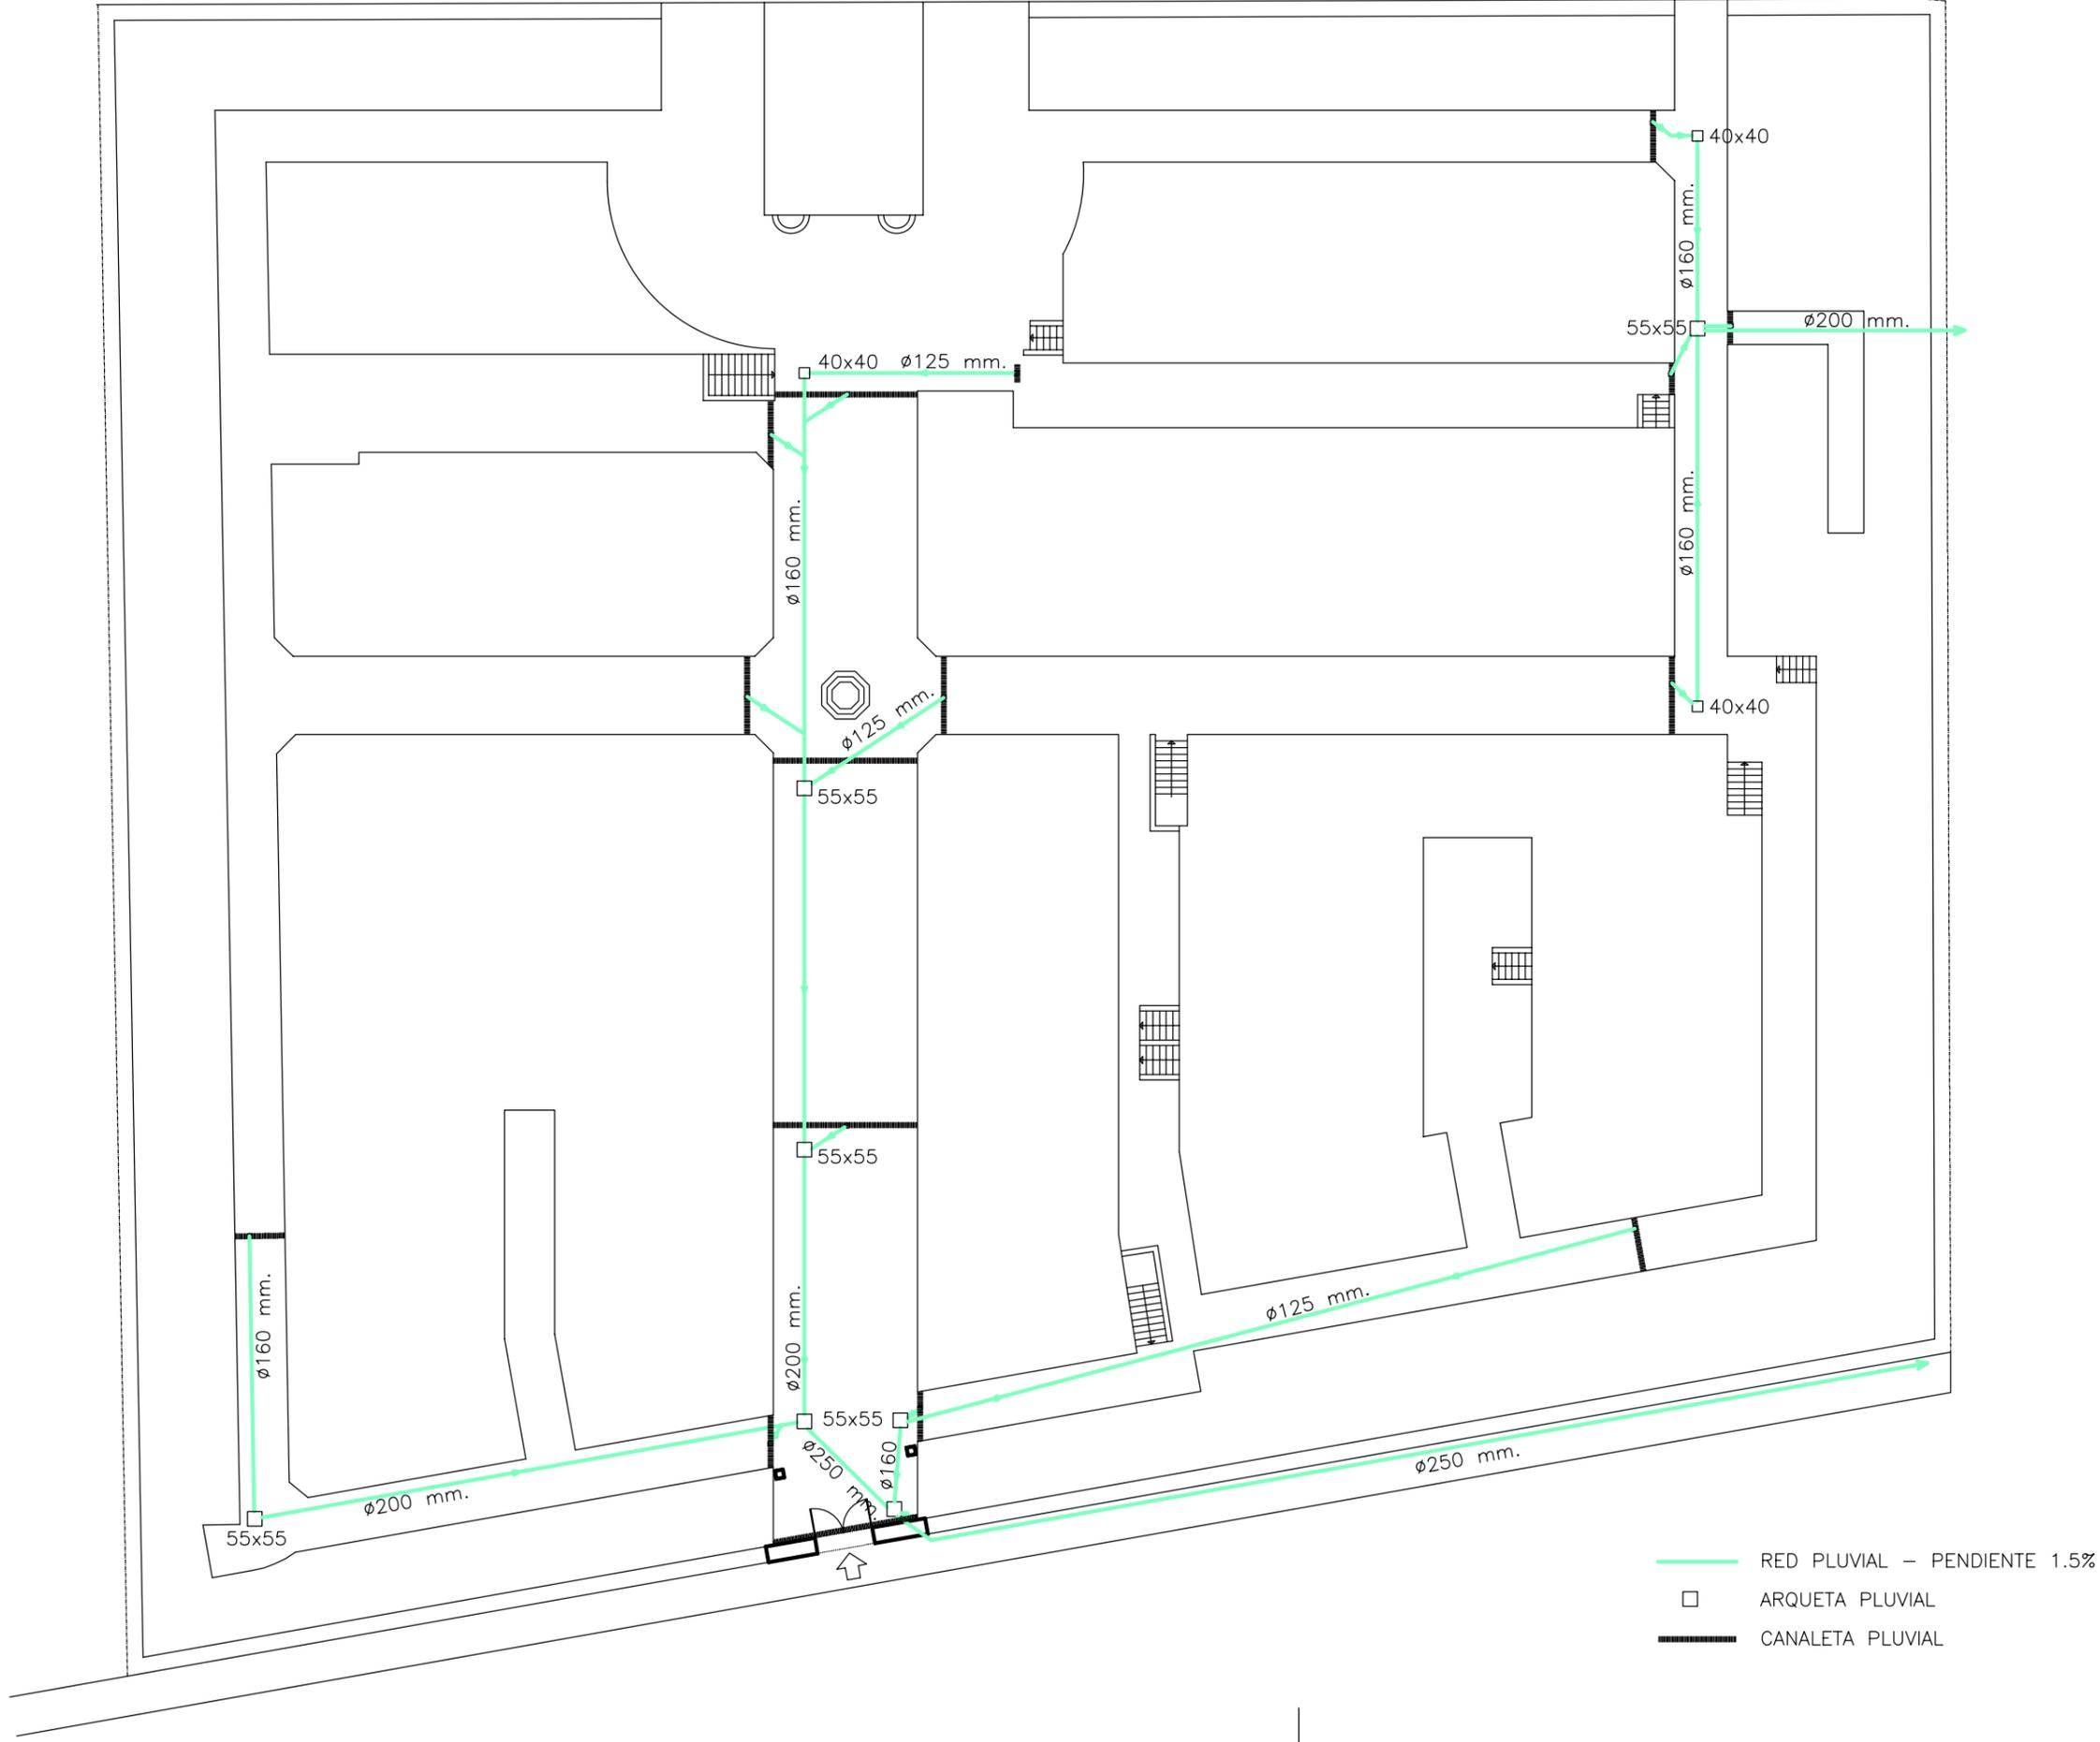 40x40
ø160 mm.
55x55
ø200 mm.
40x40
ø125 mm.
ø160 mm.
ø160 mm.
ø125 mm.
40x40
55x55
55x55
ø160 mm.
ø200 mm.
ø125 mm.
55x55
ø250 mm.
ø160
ø200 mm.
55x55
ø250 mm.
RED PLUVIAL – PENDIENTE 1.5%
ARQUETA PLUVIAL
CANALETA PLUVIAL